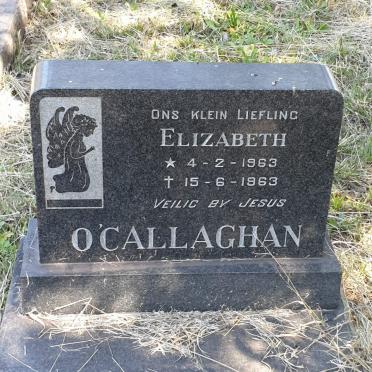 Ons klein Liefling
Elizabeth
★ 4-2-1963
† 15-6-1963
Veilig by Jesus
O'CALLAGHAN